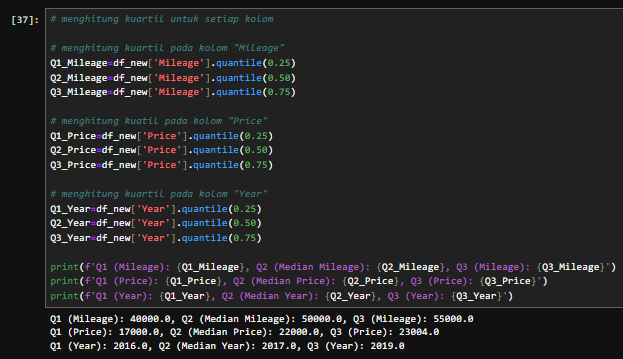 [37]: # menghitung kuartil untuk setiap kolom
# menghitung kuartil pada kolom "Mileage"
Q1_Mileage=df_new['Mileage'].quantile(0.25)
Q2_Mileage=df_new['Mileage'].quantile(0.50)
Q3_Mileage=df_new['Mileage'].quantile(0.75)
# menghitung kuatil pada kolom "Price"
Q1_Price=df_new['Price'].quantile(0.25)
Q2_Price=df_new['Price'].quantile(0.50)
Q3_Price=df_new['Price'].quantile(0.75)
# menghitung kuartil pada kolom "Year"
Q1_Year=df_new['Year'].quantile(0.25)
Q2_Year=df_new['Year'].quantile(0.50)
Q3_Year=df_new['Year'].quantile(0.75)
print(f'Q1 (Mileage): {Q1_Mileage}, Q2 (Median Mileage): {Q2_Mileage}, Q3 (Mileage): {Q3_Mileage}')
print(f'Q1 (Price): {Q1_Price}, Q2 (Median Price): {Q2_Price}, Q3 (Price): {Q3_Price}')
print(f'Q1 (Year): {Q1_Year}, Q2 (Median Year): {Q2_Year}, Q3 (Year): {Q3_Year}')
Q1 (Mileage): 40000.0, Q2 (Median Mileage): 50000.0, Q3 (Mileage): 55000.0
Q1 (Price): 17000.0, Q2 (Median Price): 22000.0, Q3 (Price): 23004.0
Q1 (Year): 2016.0, Q2 (Median Year): 2017.0, Q3 (Year): 2019.0